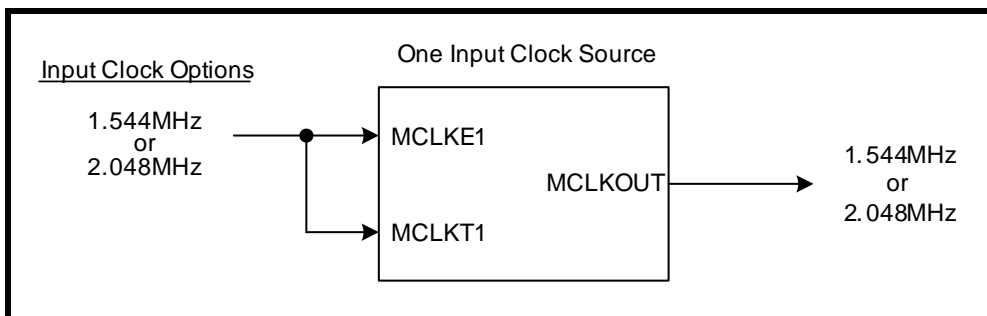 One Input Clock Source
Input Clock Options
1.544MHz
or
2.048MHz
MCLKE1
MCLKOUT
MCLKT1
1.544MHz
or
2.048MHz